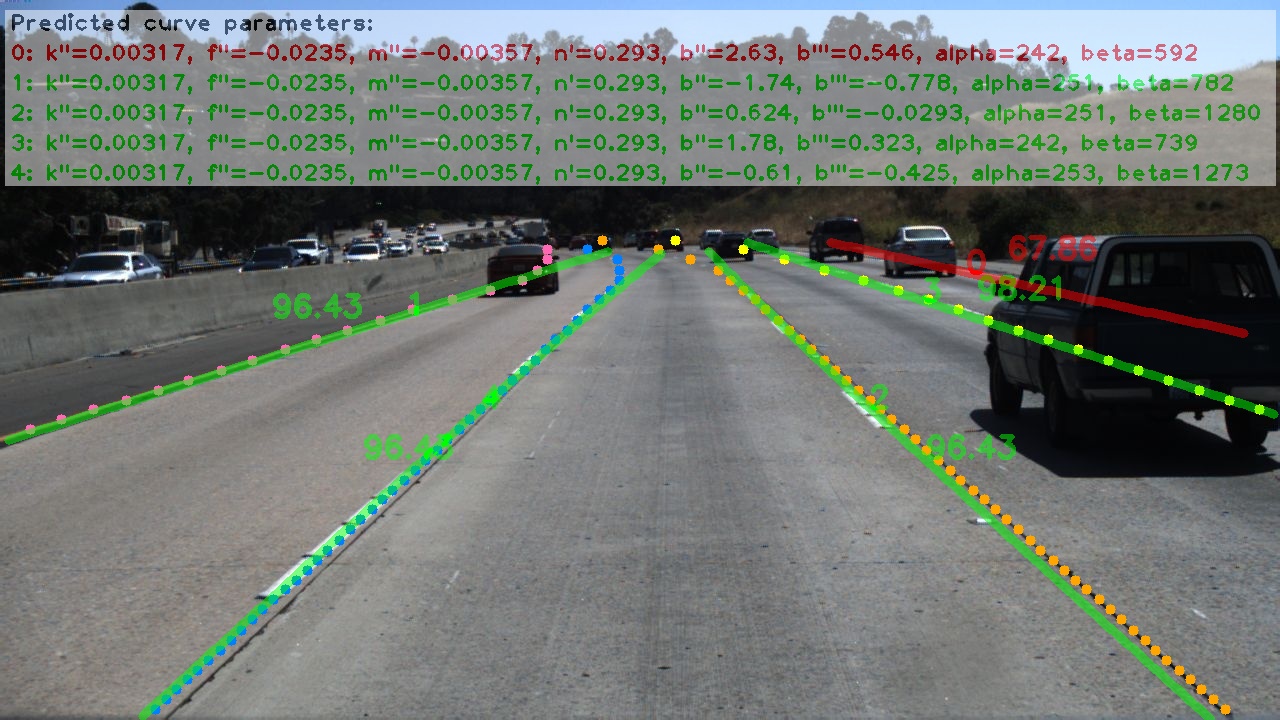 Predicted curve parameters:
0: k''=0.00317, f''=-0.0235, m''=-0.00357, n'=0.293, b''=2.63, b'''=0.546, alpha=242, beta=592
1: k''=0.00317, f''=-0.0235, m''=-0.00357, n'=0.293, b''=-1.74, b'''=-0.778, alpha=251, beta=782
2: k''=0.00317, f''=-0.0235, m''=-0.00357, n'=0.293, b''=0.624, b'''=-0.0293, alpha=251, beta=1280
3: k''=0.00317, f''=-0.0235, m''=-0.00357, n'=0.293, b''=1.78, b'''=0.323, alpha=242, beta=739
4: k''=0.00317, f''=-0.0235, m''=-0.00357, n'=0.293, b''=-0.61, b'''=-0.425, alpha=253, beta=1273
0 67.86
3 98.21
96.43 1
2
96.43
96.43